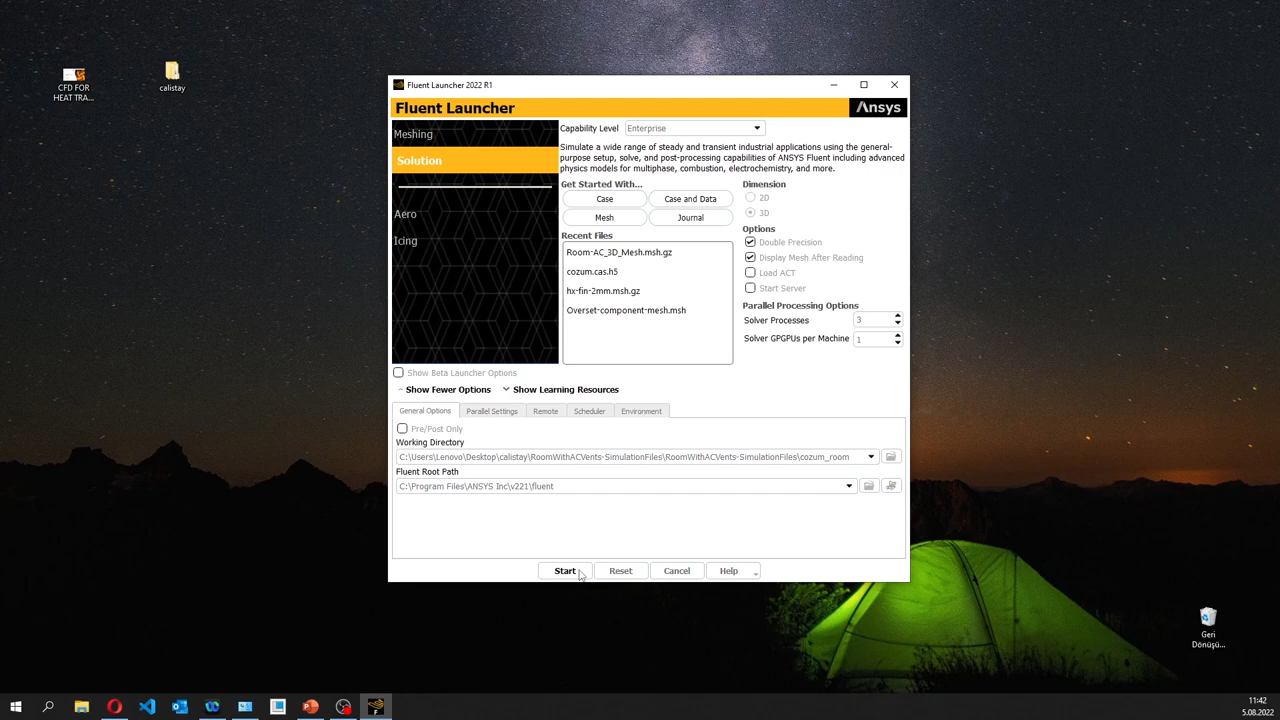 CFD FOR
HEAT TRA...
calistay
Fluent Launcher 2022 R1
Fluent Launcher
Ansys
Meshing
Solution
Aero
Icing
Capability Level
Enterprise
Simulate a wide range of steady and transient industrial applications using the general-
purpose setup, solve, and post-processing capabilities of ANSYS Fluent including advanced
physics models for multiphase, combustion, electrochemistry, and more.
Get Started With...
Case
Case and Data
Mesh
Journal
Recent Files
Room-AC_3D_Mesh.msh.gz
cozum.cas.h5
hx-fin-2mm.msh.gz
Overset-component-mesh.msh
Dimension
2D
3D
Options
Double Precision
Display Mesh After Reading
Load ACT
Start Server
Parallel Processing Options
Solver Processes
3
Solver GPGPUs per Machine
1
Show Beta Launcher Options
Show Fewer Options
Show Learning Resources
General Options
Parallel Settings
Remote
Scheduler
Environment
Pre/Post Only
Working Directory
C:\Users\Lenovo\Desktop\calistay\RoomWithACVents-SimulationFiles\RoomWithACVents-SimulationFiles\cozum_room
Fluent Root Path
C:\Program Files\ANSYS Inc\v221\fluent
Start
Reset
Cancel
Help
Geri
Dönüşü...
F
11:42
5.08.2022